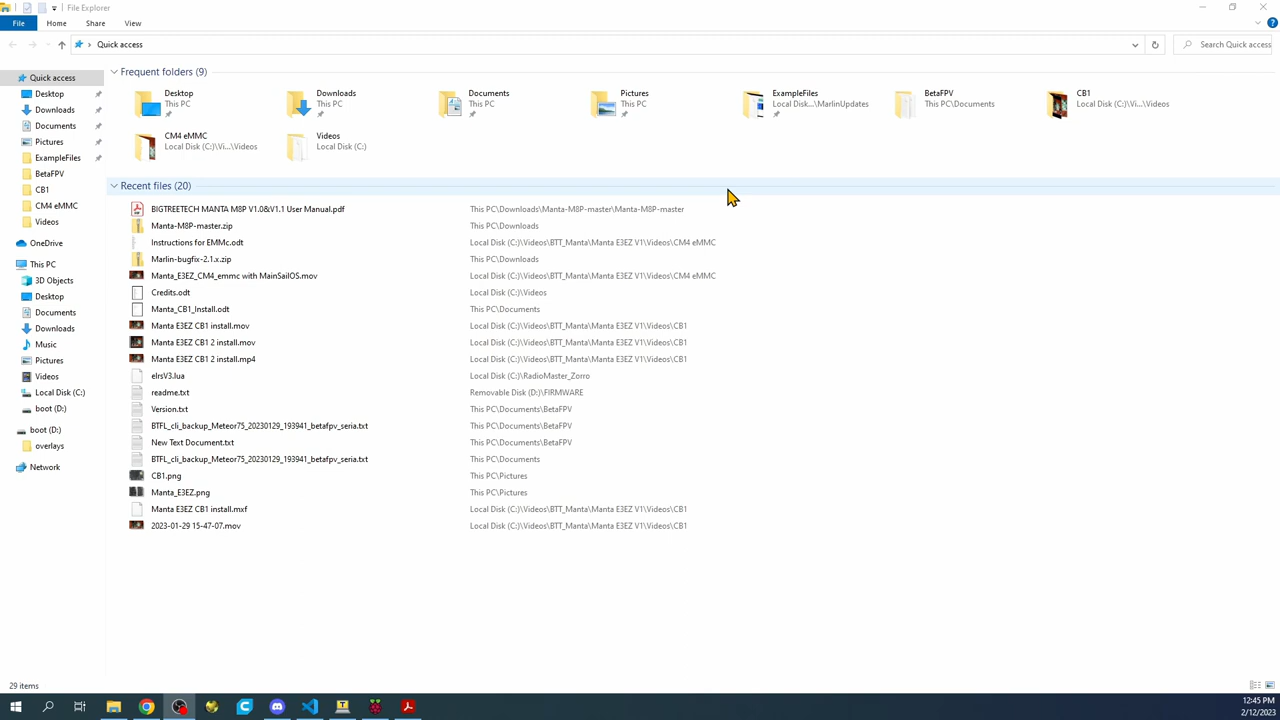 File Explorer
File Home Share View
Quick access
Search Quick access
Quick access
Desktop
Downloads
Documents
Pictures
ExampleFiles
BetaFPV
CB1
CM4 eMMC
Videos
OneDrive
This PC
3D Objects
Desktop
Documents
Downloads
Music
Pictures
Videos
Local Disk (C:)
boot (D:)
boot (D:)
overlays
Network
Frequent folders (9)
Desktop
This PC
Downloads
This PC
Documents
This PC
Pictures
This PC
ExampleFiles
Local Disk...\MarlinUpdates
BetaFPV
This PC\Documents
CB1
Local Disk (C:)\Vi...\Videos
CM4 eMMC
Local Disk (C:)\Vi...\Videos
Videos
Local Disk (C:)
Recent files (20)
BIGTREETECH MANTA M8P V1.0&V1.1 User Manual.pdf This PC\Downloads\Manta-M8P-master\Manta-M8P-master
Manta-M8P-master.zip This PC\Downloads
Instructions for EMMc.odt Local Disk (C:)\Videos\BTT_Manta\Manta E3EZ V1\Videos\CM4 eMMC
Marlin-bugfix-2.1.x.zip This PC\Downloads
Manta_E3EZ_CM4_emmc with MainSailOS.mov Local Disk (C:)\Videos\BTT_Manta\Manta E3EZ V1\Videos\CM4 eMMC
Credits.odt Local Disk (C:)\Videos
Manta_CB1_Install.odt This PC\Documents
Manta E3EZ CB1 install.mov Local Disk (C:)\Videos\BTT_Manta\Manta E3EZ V1\Videos\CB1
Manta E3EZ CB1 2 install.mov Local Disk (C:)\Videos\BTT_Manta\Manta E3EZ V1\Videos\CB1
Manta E3EZ CB1 2 install.mp4 Local Disk (C:)\Videos\BTT_Manta\Manta E3EZ V1\Videos\CB1
elrsV3.lua Local Disk (C:)\RadioMaster_Zorro
readme.txt Removable Disk (D:)\FIRMWARE
Version.txt This PC\Documents\BetaFPV
BTFL_cli_backup_Meteor75_20230129_193941_betafpv_seria.txt This PC\Documents\BetaFPV
New Text Document.txt This PC\Documents\BetaFPV
BTFL_cli_backup_Meteor75_20230129_193941_betafpv_seria.txt This PC\Documents
CB1.png This PC\Pictures
Manta_E3EZ.png This PC\Pictures
Manta E3EZ CB1 install.mxf Local Disk (C:)\Videos\BTT_Manta\Manta E3EZ V1\Videos\CB1
2023-01-29 15-47-07.mov Local Disk (C:)\Videos\BTT_Manta\Manta E3EZ V1\Videos\CB1
29 items
12:45 PM
2/12/2023